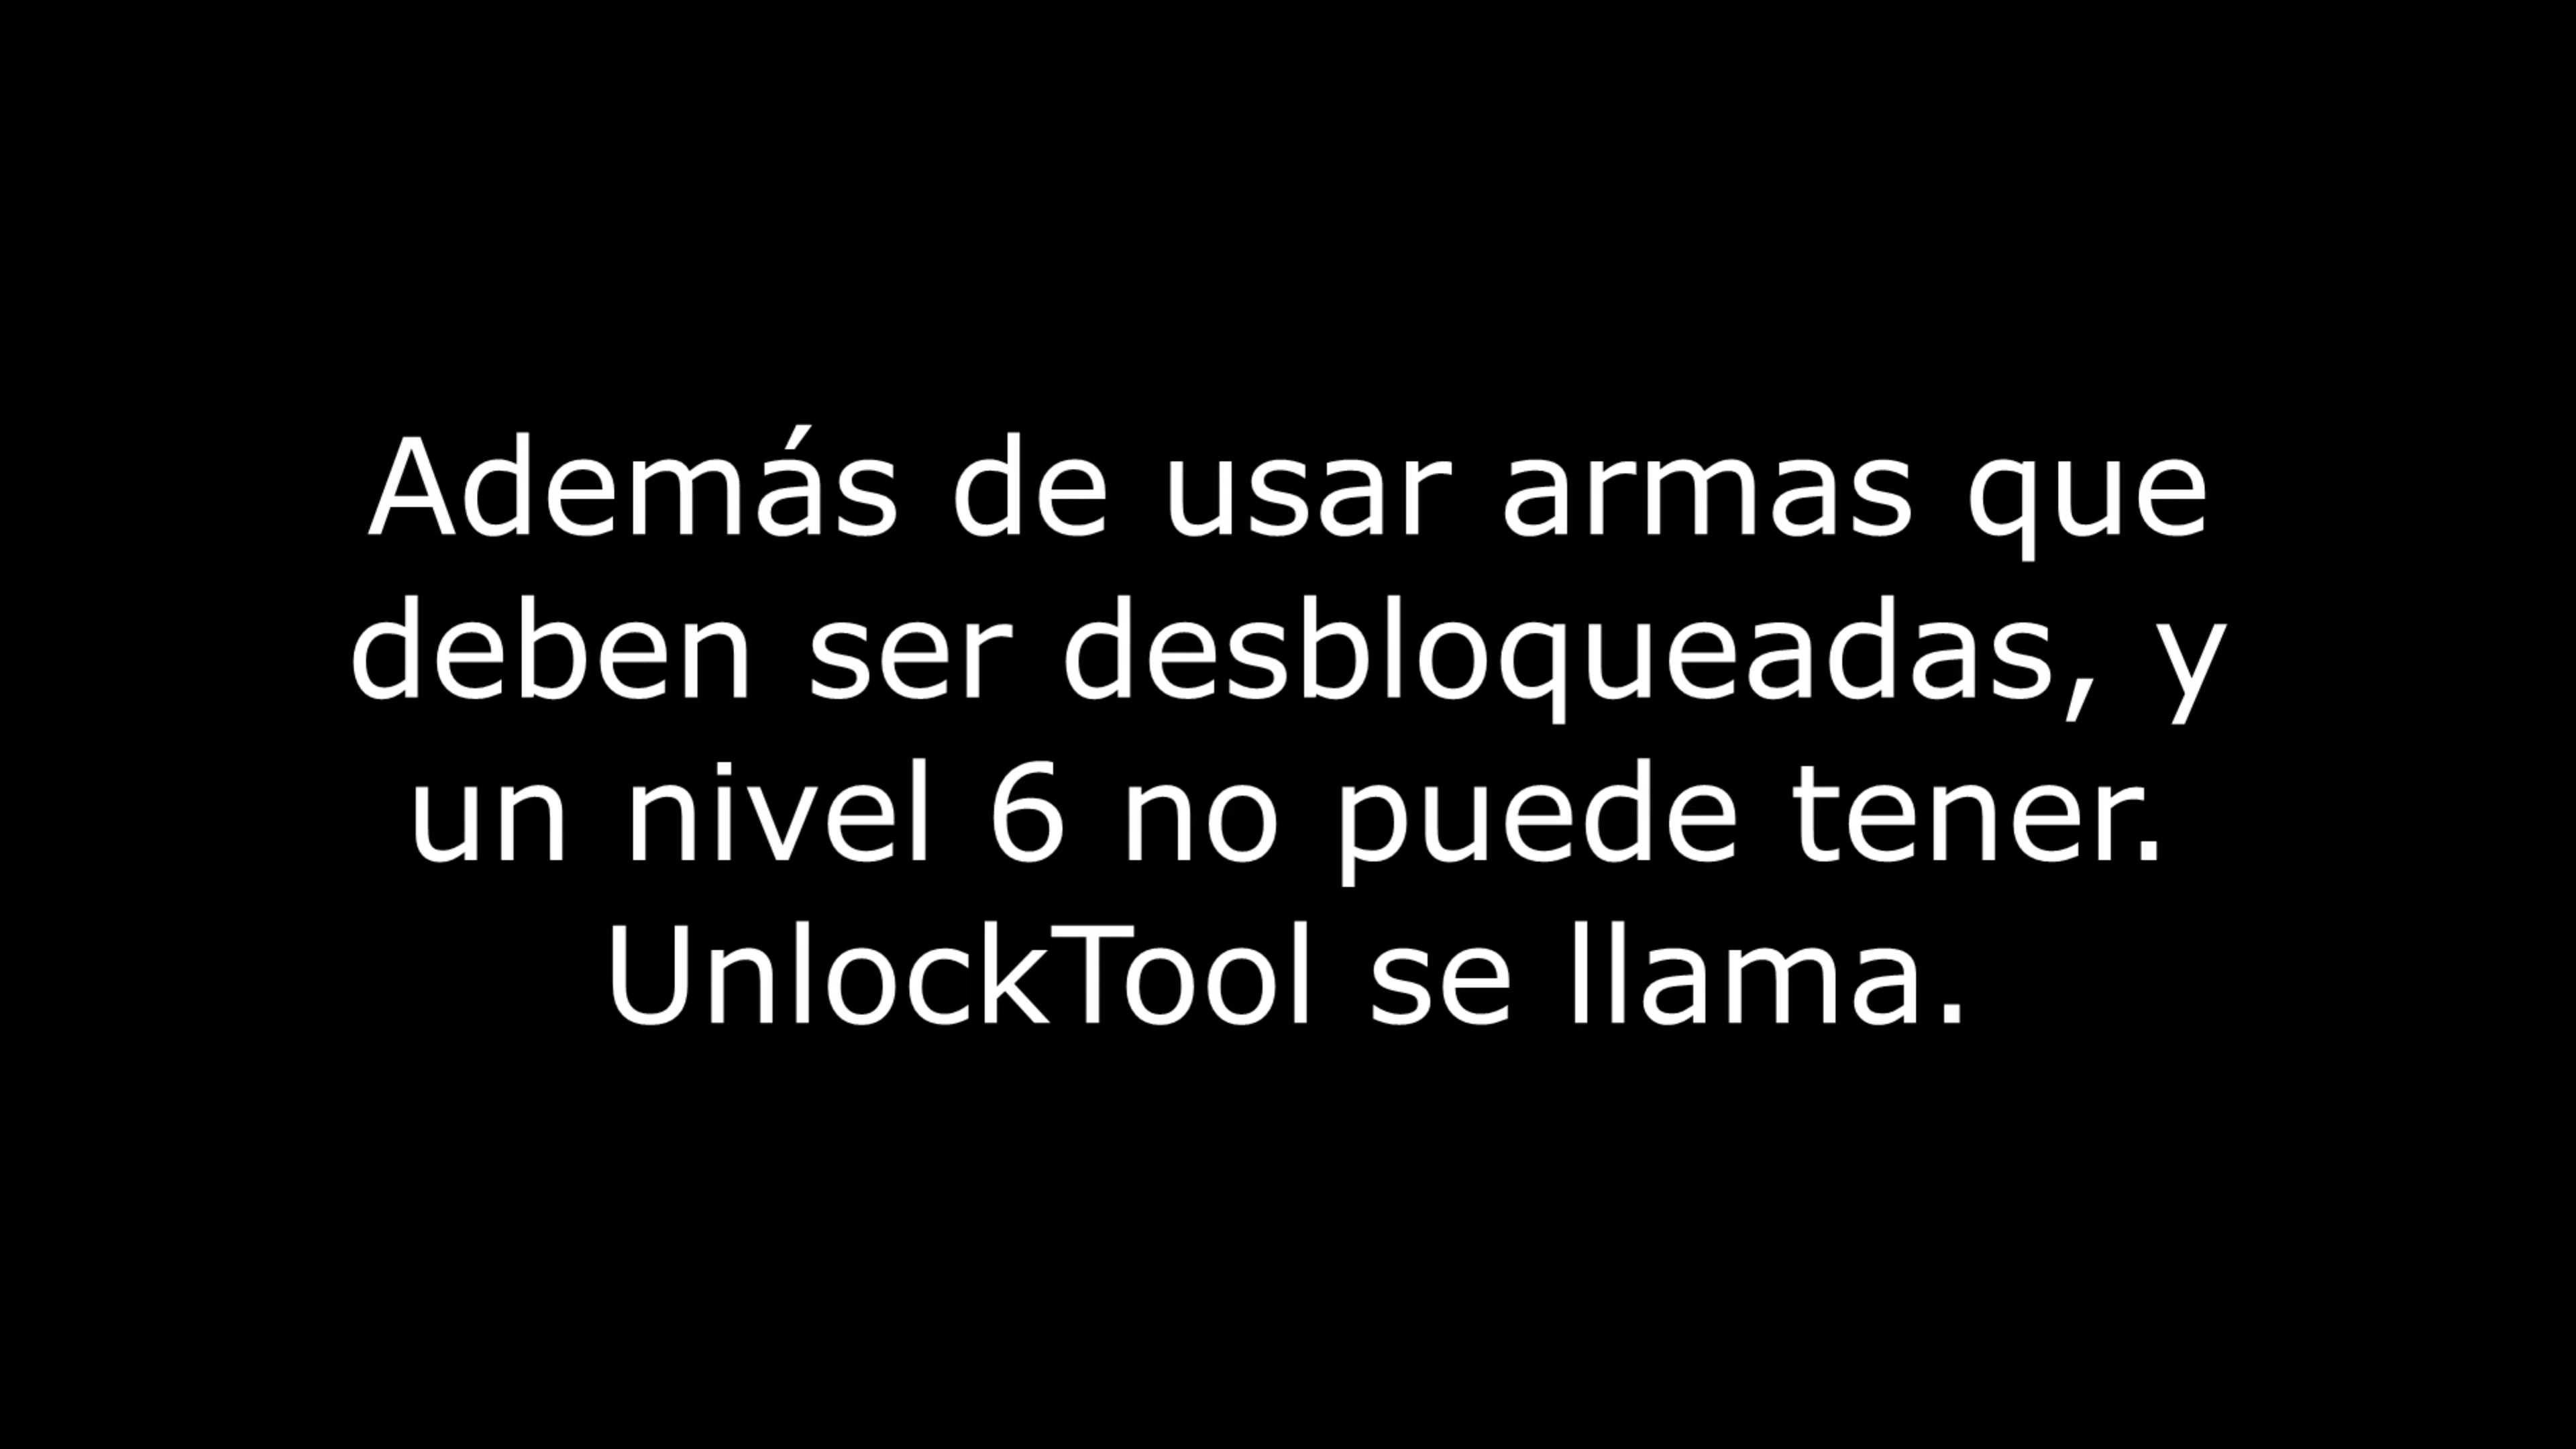 Además de usar armas que
deben ser desbloqueadas, y
un nivel 6 no puede tener.
UnlockTool se llama.